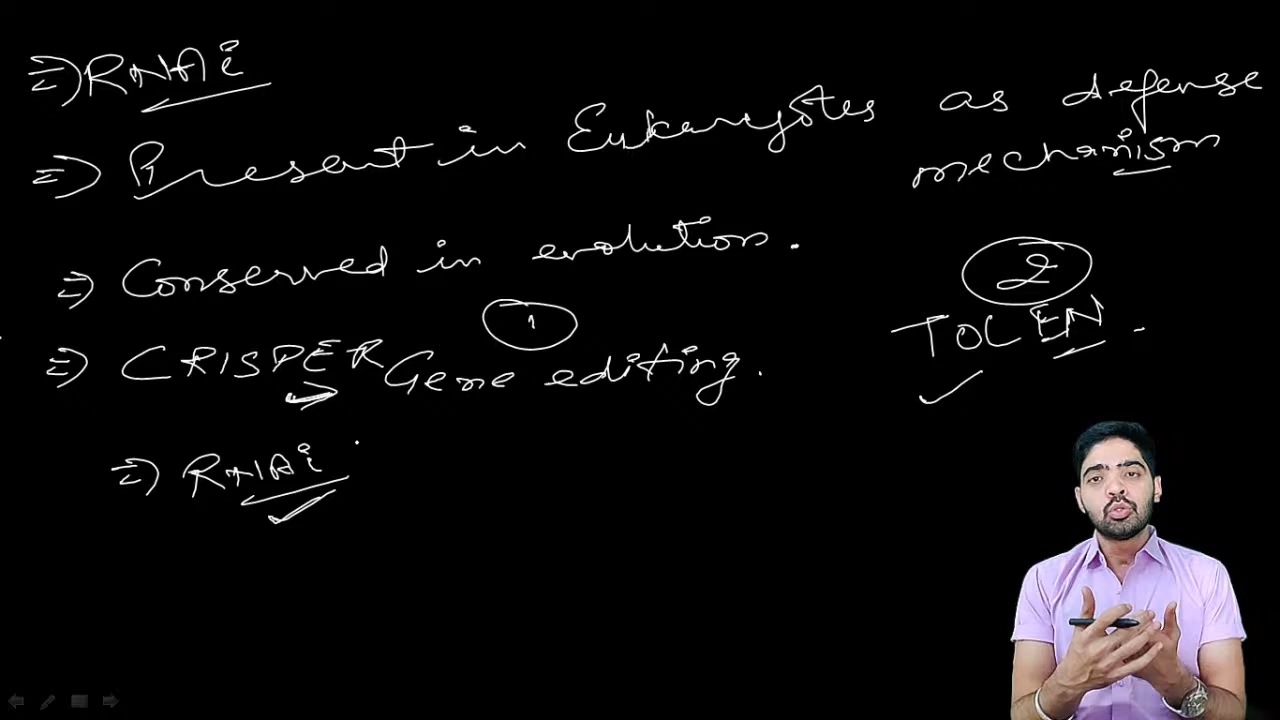 ⇒ RNAi
⇒ Present in Eukaryotes as defense
mechanism
⇒ Conserved in evolution.
⇒ CRISPER Gene editing.
1
2
TOLEN.
⇒ RNAi